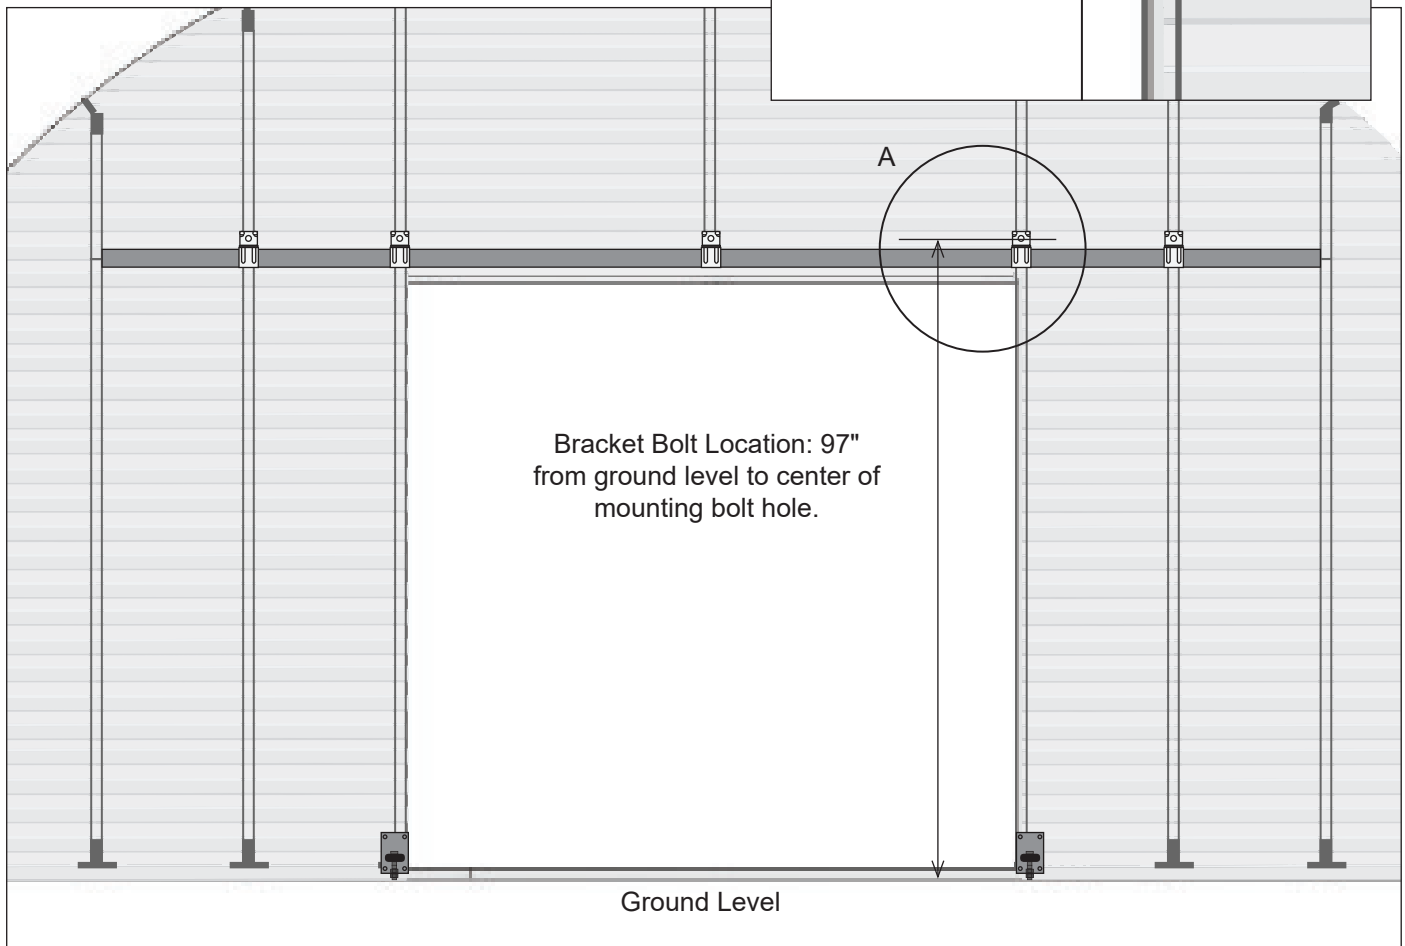 A
Bracket Bolt Location: 97"
from ground level to center of
mounting bolt hole.
Ground Level